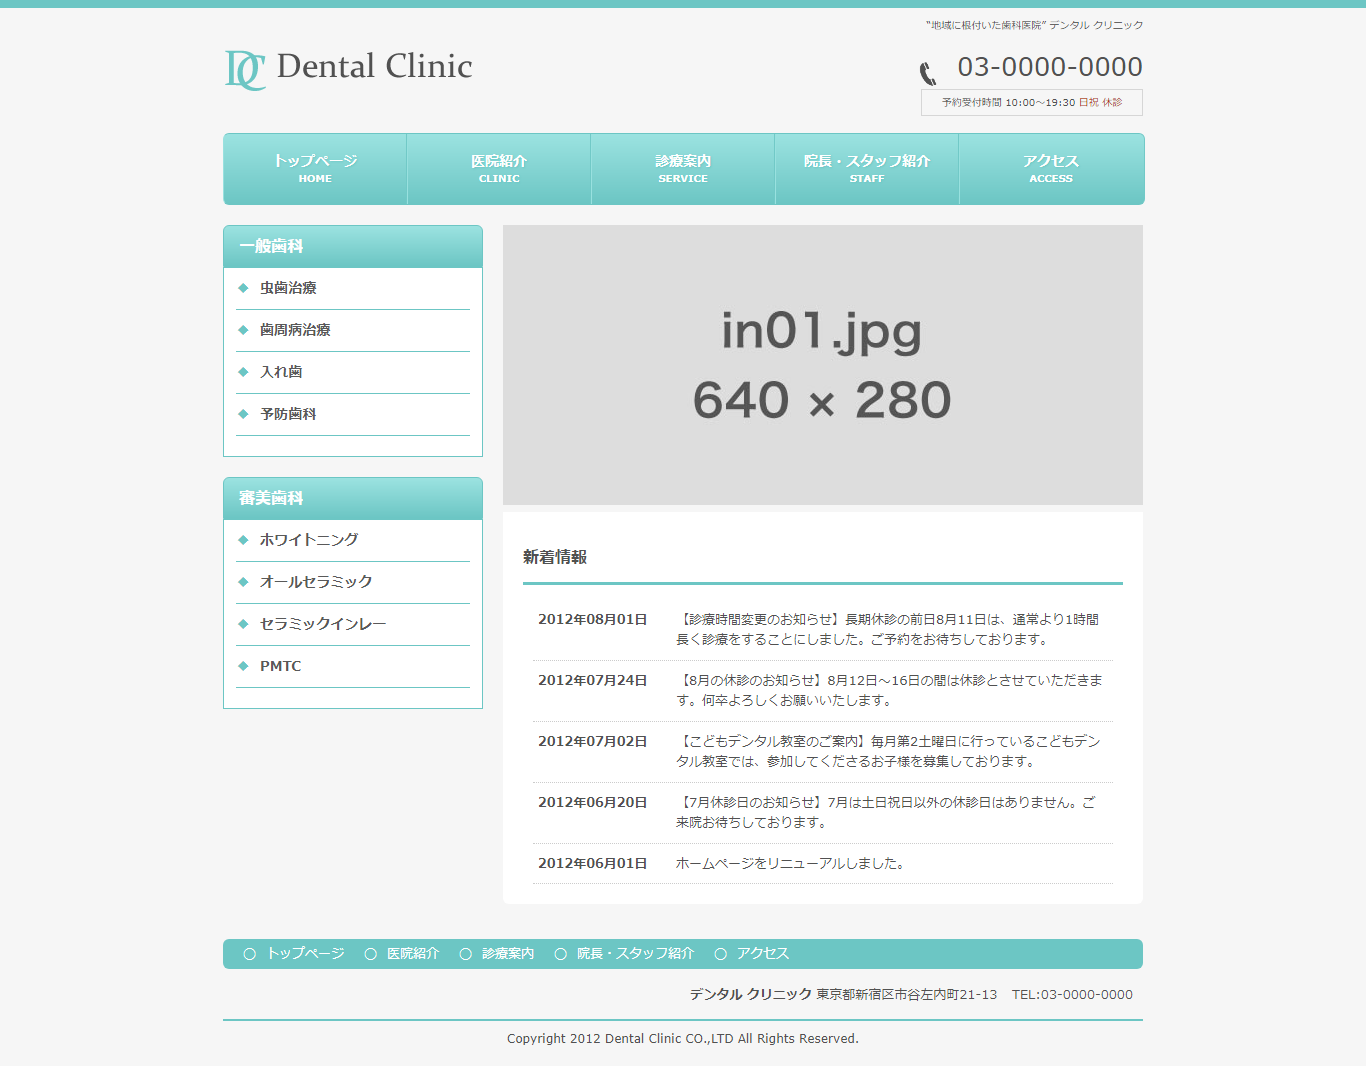 “地域に根付いた歯科医院” デンタル クリニック
DC Dental Clinic
03-0000-0000
予約受付時間 10:00〜19:30 日祝 休診
トップページ
HOME
医院紹介
CLINIC
診療案内
SERVICE
院長・スタッフ紹介
STAFF
アクセス
ACCESS
一般歯科
虫歯治療
歯周病治療
入れ歯
予防歯科
審美歯科
ホワイトニング
オールセラミック
セラミックインレー
PMTC
in01.jpg
640 × 280
新着情報
2012年08月01日 【診療時間変更のお知らせ】長期休診の前日8月11日は、通常より1時間
長く診療をすることにしました。ご予約をお待ちしております。
2012年07月24日 【8月の休診のお知らせ】8月12日〜16日の間は休診とさせていただきま
す。何卒よろしくお願いいたします。
2012年07月02日 【こどもデンタル教室のご案内】毎月第2土曜日に行っているこどもデン
タル教室では、参加してくださるお子様を募集しております。
2012年06月20日 【7月休診日のお知らせ】7月は土日祝日以外の休診日はありません。ご
来院お待ちしております。
2012年06月01日 ホームページをリニューアルしました。
トップページ 医院紹介 診療案内 院長・スタッフ紹介 アクセス
デンタル クリニック 東京都新宿区市谷左内町21-13　TEL:03-0000-0000
Copyright 2012 Dental Clinic CO.,LTD All Rights Reserved.